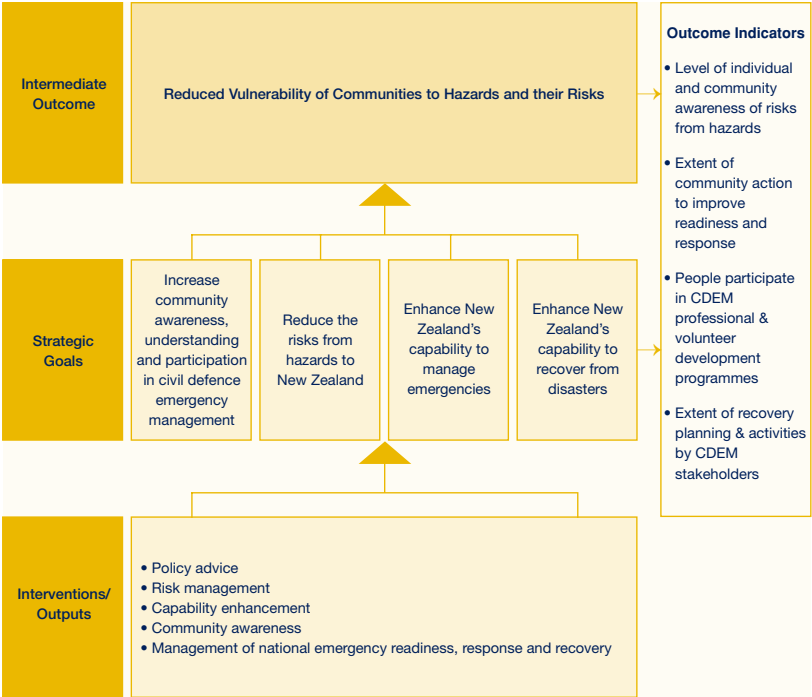 Intermediate
Outcome
Reduced Vulnerability of Communities to Hazards and their Risks
Outcome Indicators
• Level of individual
and community
awareness of risks
from hazards
• Extent of
community action
to improve
readiness and
response
• People participate
in CDEM
professional &
volunteer
development
programmes
• Extent of recovery
planning & activities
by CDEM
stakeholders
Strategic
Goals
Increase
community
awareness,
understanding
and participation
in civil defence
emergency
management
Reduce the
risks from
hazards to
New Zealand
Enhance New
Zealand's
capability to
manage
emergencies
Enhance New
Zealand's
capability to
recover from
disasters
Interventions/
Outputs
• Policy advice
• Risk management
• Capability enhancement
• Community awareness
• Management of national emergency readiness, response and recovery